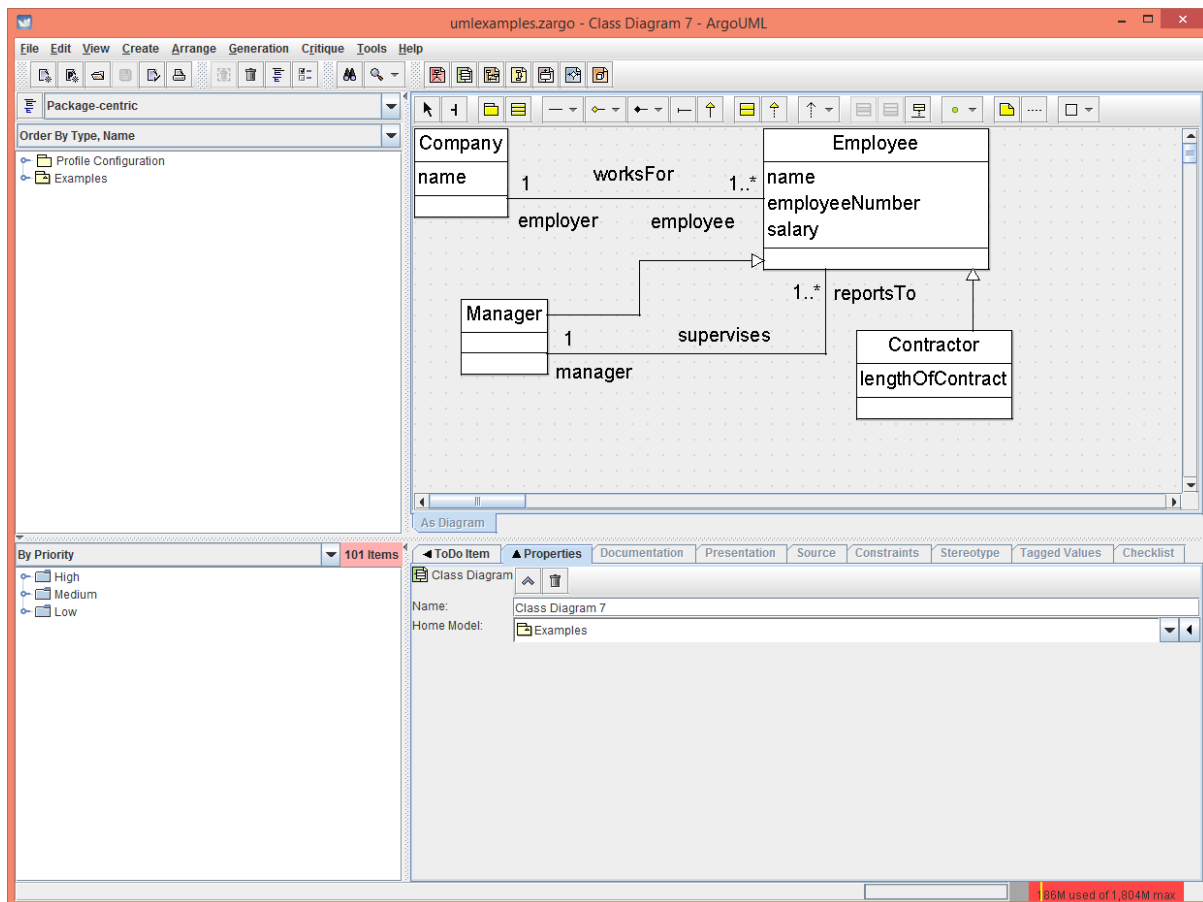 umlexamples.zargo - Class Diagram 7 - ArgoUML
File Edit View Create Arrange Generation Critique Tools Help
Package-centric
Order By Type, Name
Profile Configuration
Examples
Company
name
1
worksFor
1..*
employer
employee
Employee
name
employeeNumber
salary
1..*
reportsTo
Manager
1
supervises
manager
Contractor
lengthOfContract
As Diagram
By Priority
101 Items
High
Medium
Low
ToDo Item Properties Documentation Presentation Source Constraints Stereotype Tagged Values Checklist
Class Diagram
Name:
Class Diagram 7
Home Model:
Examples
186M used of 1,804M max